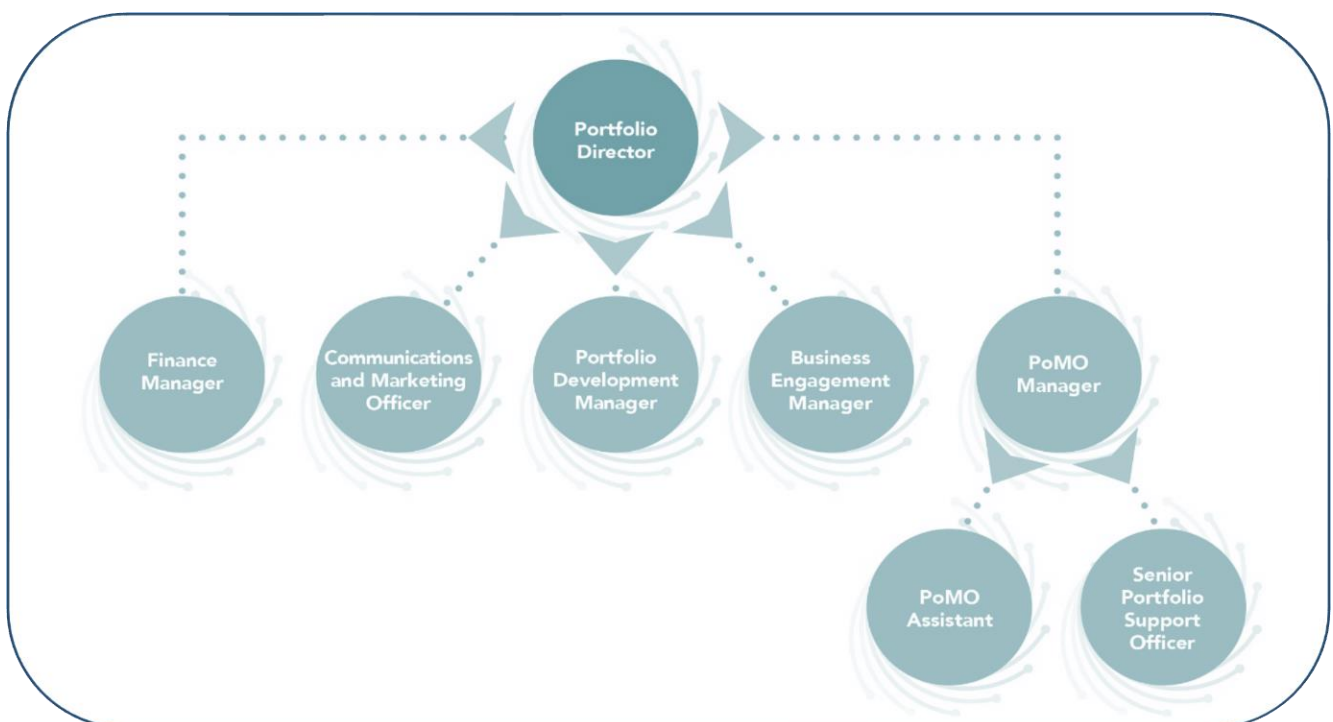 Portfolio
Director
Finance
Manager
Communications
and Marketing
Officer
Portfolio
Development
Manager
Business
Engagement
Manager
PoMO
Manager
PoMO
Assistant
Senior
Portfolio
Support
Officer